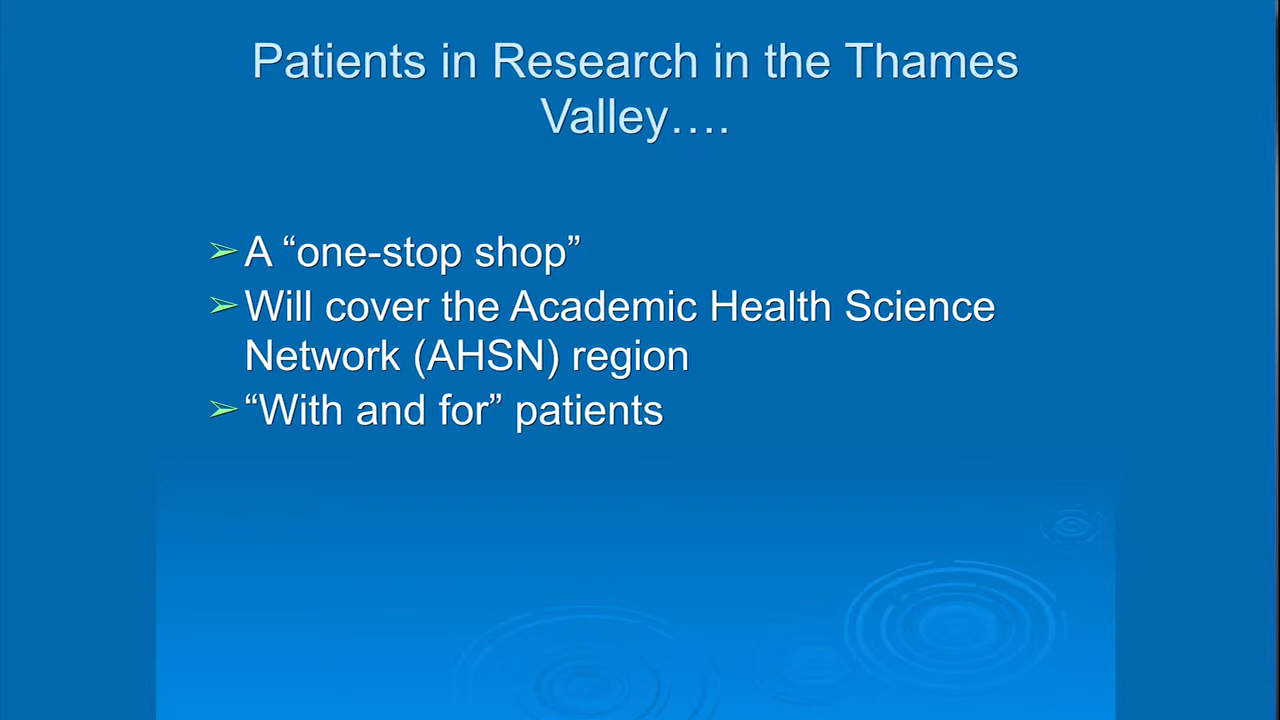 Patients in Research in the Thames
Valley….
➢ A “one-stop shop”
➢ Will cover the Academic Health Science
Network (AHSN) region
➢ “With and for” patients